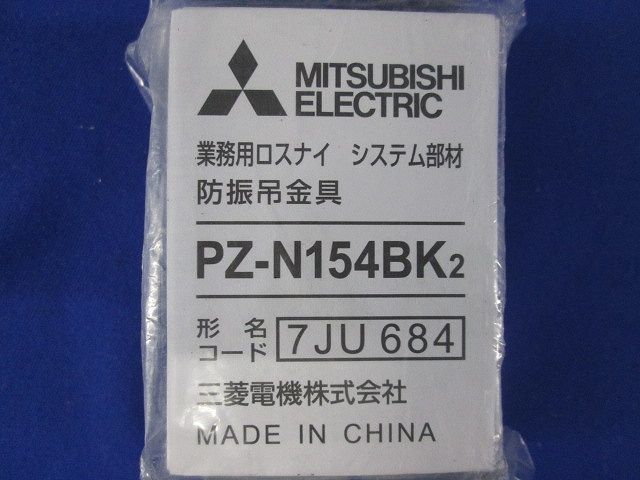 MITSUBISHI
ELECTRIC
業務用ロスナイ システム部材
防振吊金具
PZ-N154BK2
形名
コード 7JU 684
三菱電機株式会社
MADE IN CHINA